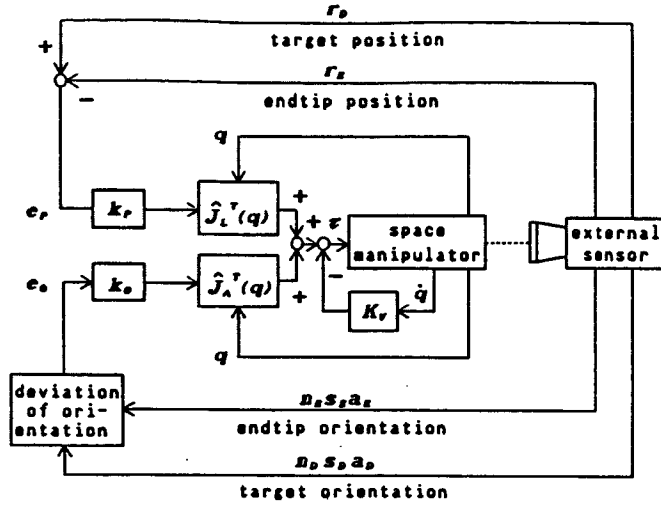 r_D
target position
+
r_E
−
endtip position
q
e_P
k_P
Ĵ_L^T(q)
+
+
τ
space
manipulator
external
sensor
e_o
k_o
Ĵ_A^T(q)
+
−
K_V
q̇
q
deviation
of ori-
entation
n_E s_E a_E
endtip orientation
n_D s_D a_D
target orientation